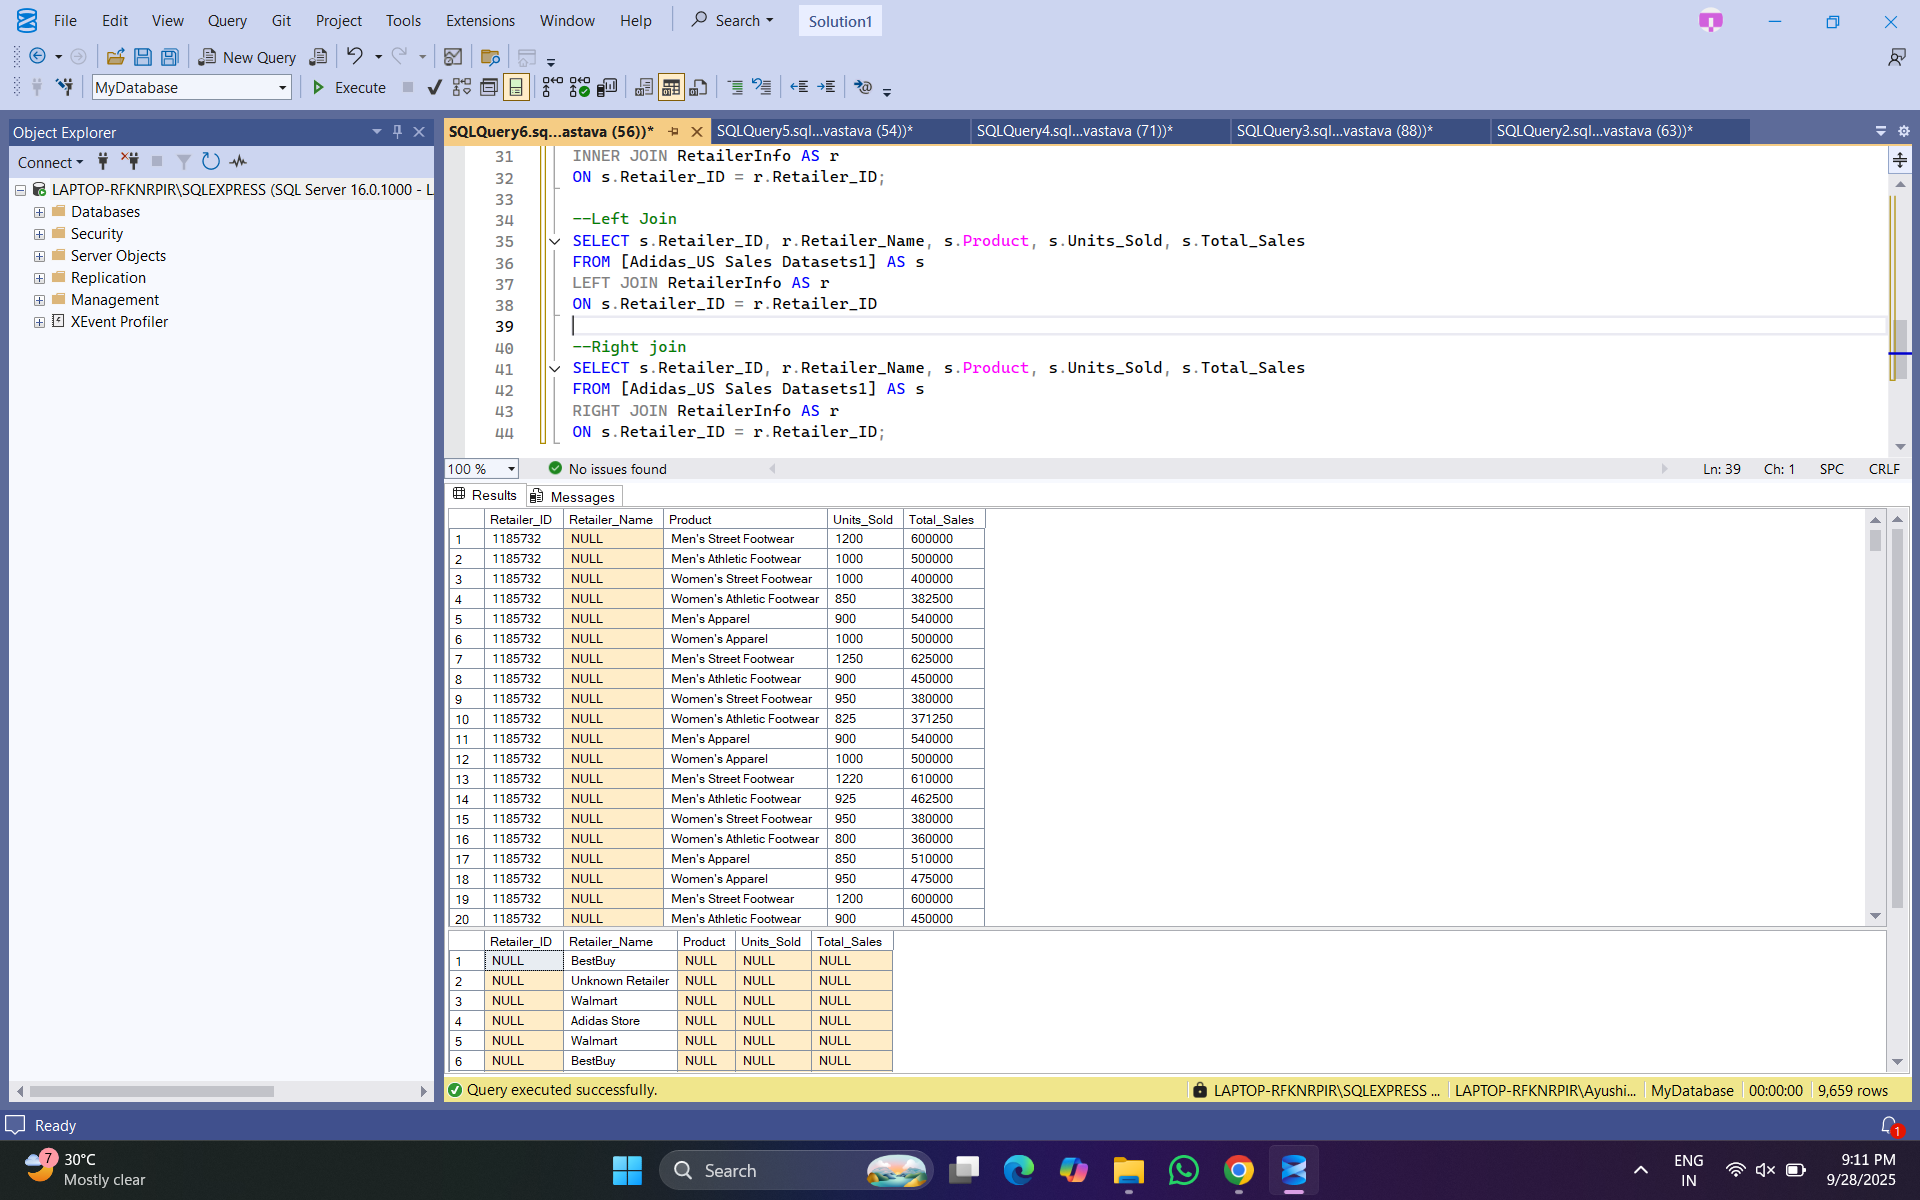 File Edit View Query Git Project Tools Extensions Window Help Search Solution1
New Query
MyDatabase Execute
Object Explorer
Connect
LAPTOP-RFKNRPIR\SQLEXPRESS (SQL Server 16.0.1000 - L
Databases
Security
Server Objects
Replication
Management
XEvent Profiler
SQLQuery6.sq...astava (56))* SQLQuery5.sql...vastava (54))* SQLQuery4.sql...vastava (71))* SQLQuery3.sql...vastava (88))* SQLQuery2.sql...vastava (63))*
31 INNER JOIN RetailerInfo AS r
32 ON s.Retailer_ID = r.Retailer_ID;
33
34 --Left Join
35 SELECT s.Retailer_ID, r.Retailer_Name, s.Product, s.Units_Sold, s.Total_Sales
36 FROM [Adidas_US Sales Datasets1] AS s
37 LEFT JOIN RetailerInfo AS r
38 ON s.Retailer_ID = r.Retailer_ID
39
40 --Right join
41 SELECT s.Retailer_ID, r.Retailer_Name, s.Product, s.Units_Sold, s.Total_Sales
42 FROM [Adidas_US Sales Datasets1] AS s
43 RIGHT JOIN RetailerInfo AS r
44 ON s.Retailer_ID = r.Retailer_ID;
100 % No issues found Ln: 39 Ch: 1 SPC CRLF
Results Messages
Retailer_ID Retailer_Name Product Units_Sold Total_Sales
1 1185732 NULL Men's Street Footwear 1200 600000
2 1185732 NULL Men's Athletic Footwear 1000 500000
3 1185732 NULL Women's Street Footwear 1000 400000
4 1185732 NULL Women's Athletic Footwear 850 382500
5 1185732 NULL Men's Apparel 900 540000
6 1185732 NULL Women's Apparel 1000 500000
7 1185732 NULL Men's Street Footwear 1250 625000
8 1185732 NULL Men's Athletic Footwear 900 450000
9 1185732 NULL Women's Street Footwear 950 380000
10 1185732 NULL Women's Athletic Footwear 825 371250
11 1185732 NULL Men's Apparel 900 540000
12 1185732 NULL Women's Apparel 1000 500000
13 1185732 NULL Men's Street Footwear 1220 610000
14 1185732 NULL Men's Athletic Footwear 925 462500
15 1185732 NULL Women's Street Footwear 950 380000
16 1185732 NULL Women's Athletic Footwear 800 360000
17 1185732 NULL Men's Apparel 850 510000
18 1185732 NULL Women's Apparel 950 475000
19 1185732 NULL Men's Street Footwear 1200 600000
20 1185732 NULL Men's Athletic Footwear 900 450000
Retailer_ID Retailer_Name Product Units_Sold Total_Sales
1 NULL BestBuy NULL NULL NULL
2 NULL Unknown Retailer NULL NULL NULL
3 NULL Walmart NULL NULL NULL
4 NULL Adidas Store NULL NULL NULL
5 NULL Walmart NULL NULL NULL
6 NULL BestBuy NULL NULL NULL
Query executed successfully. LAPTOP-RFKNRPIR\SQLEXPRESS ... LAPTOP-RFKNRPIR\Ayushi... MyDatabase 00:00:00 9,659 rows
Ready 1
7 30°C
Mostly clear
Search
ENG
IN
9:11 PM
9/28/2025